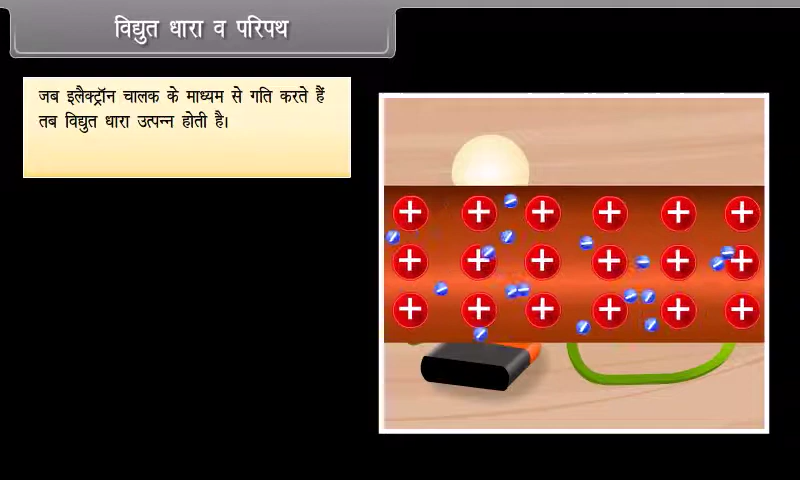 विद्युत धारा व परिपथ
जब इलैक्ट्रॉन चालक के माध्यम से गति करते हैं
तब विद्युत धारा उत्पन्न होती है।